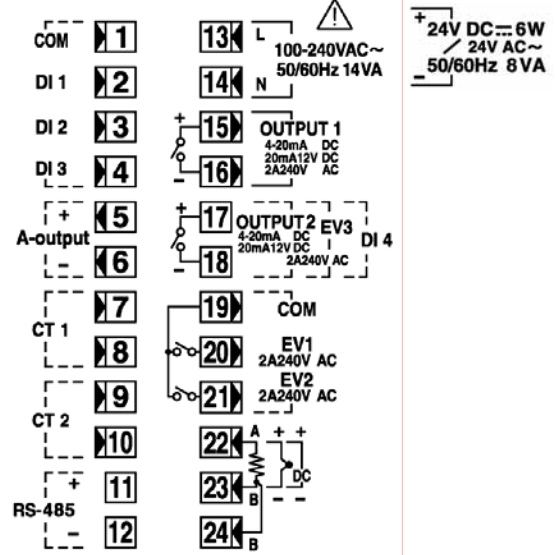 COM 1
DI 1 2
DI 2 3
DI 3 4
+ 5
A-output
− 6
7
CT 1
8
9
CT 2
10
+ 11
RS-485
− 12
13 L
100-240VAC~
50/60Hz 14VA
14 N
+ 15 OUTPUT 1
4-20mA DC
20mA12V DC
− 16 2A240V AC
+ 17 OUTPUT 2 EV3
4-20mA DC DI 4
20mA12V DC
− 18 2A240V AC
19 COM
EV1
20 2A240V AC
EV2
21 2A240V AC
22 A + +
DC
23 B − −
24 B
+ 24V DC⎓ 6W
/ 24V AC~
− 50/60Hz 8VA